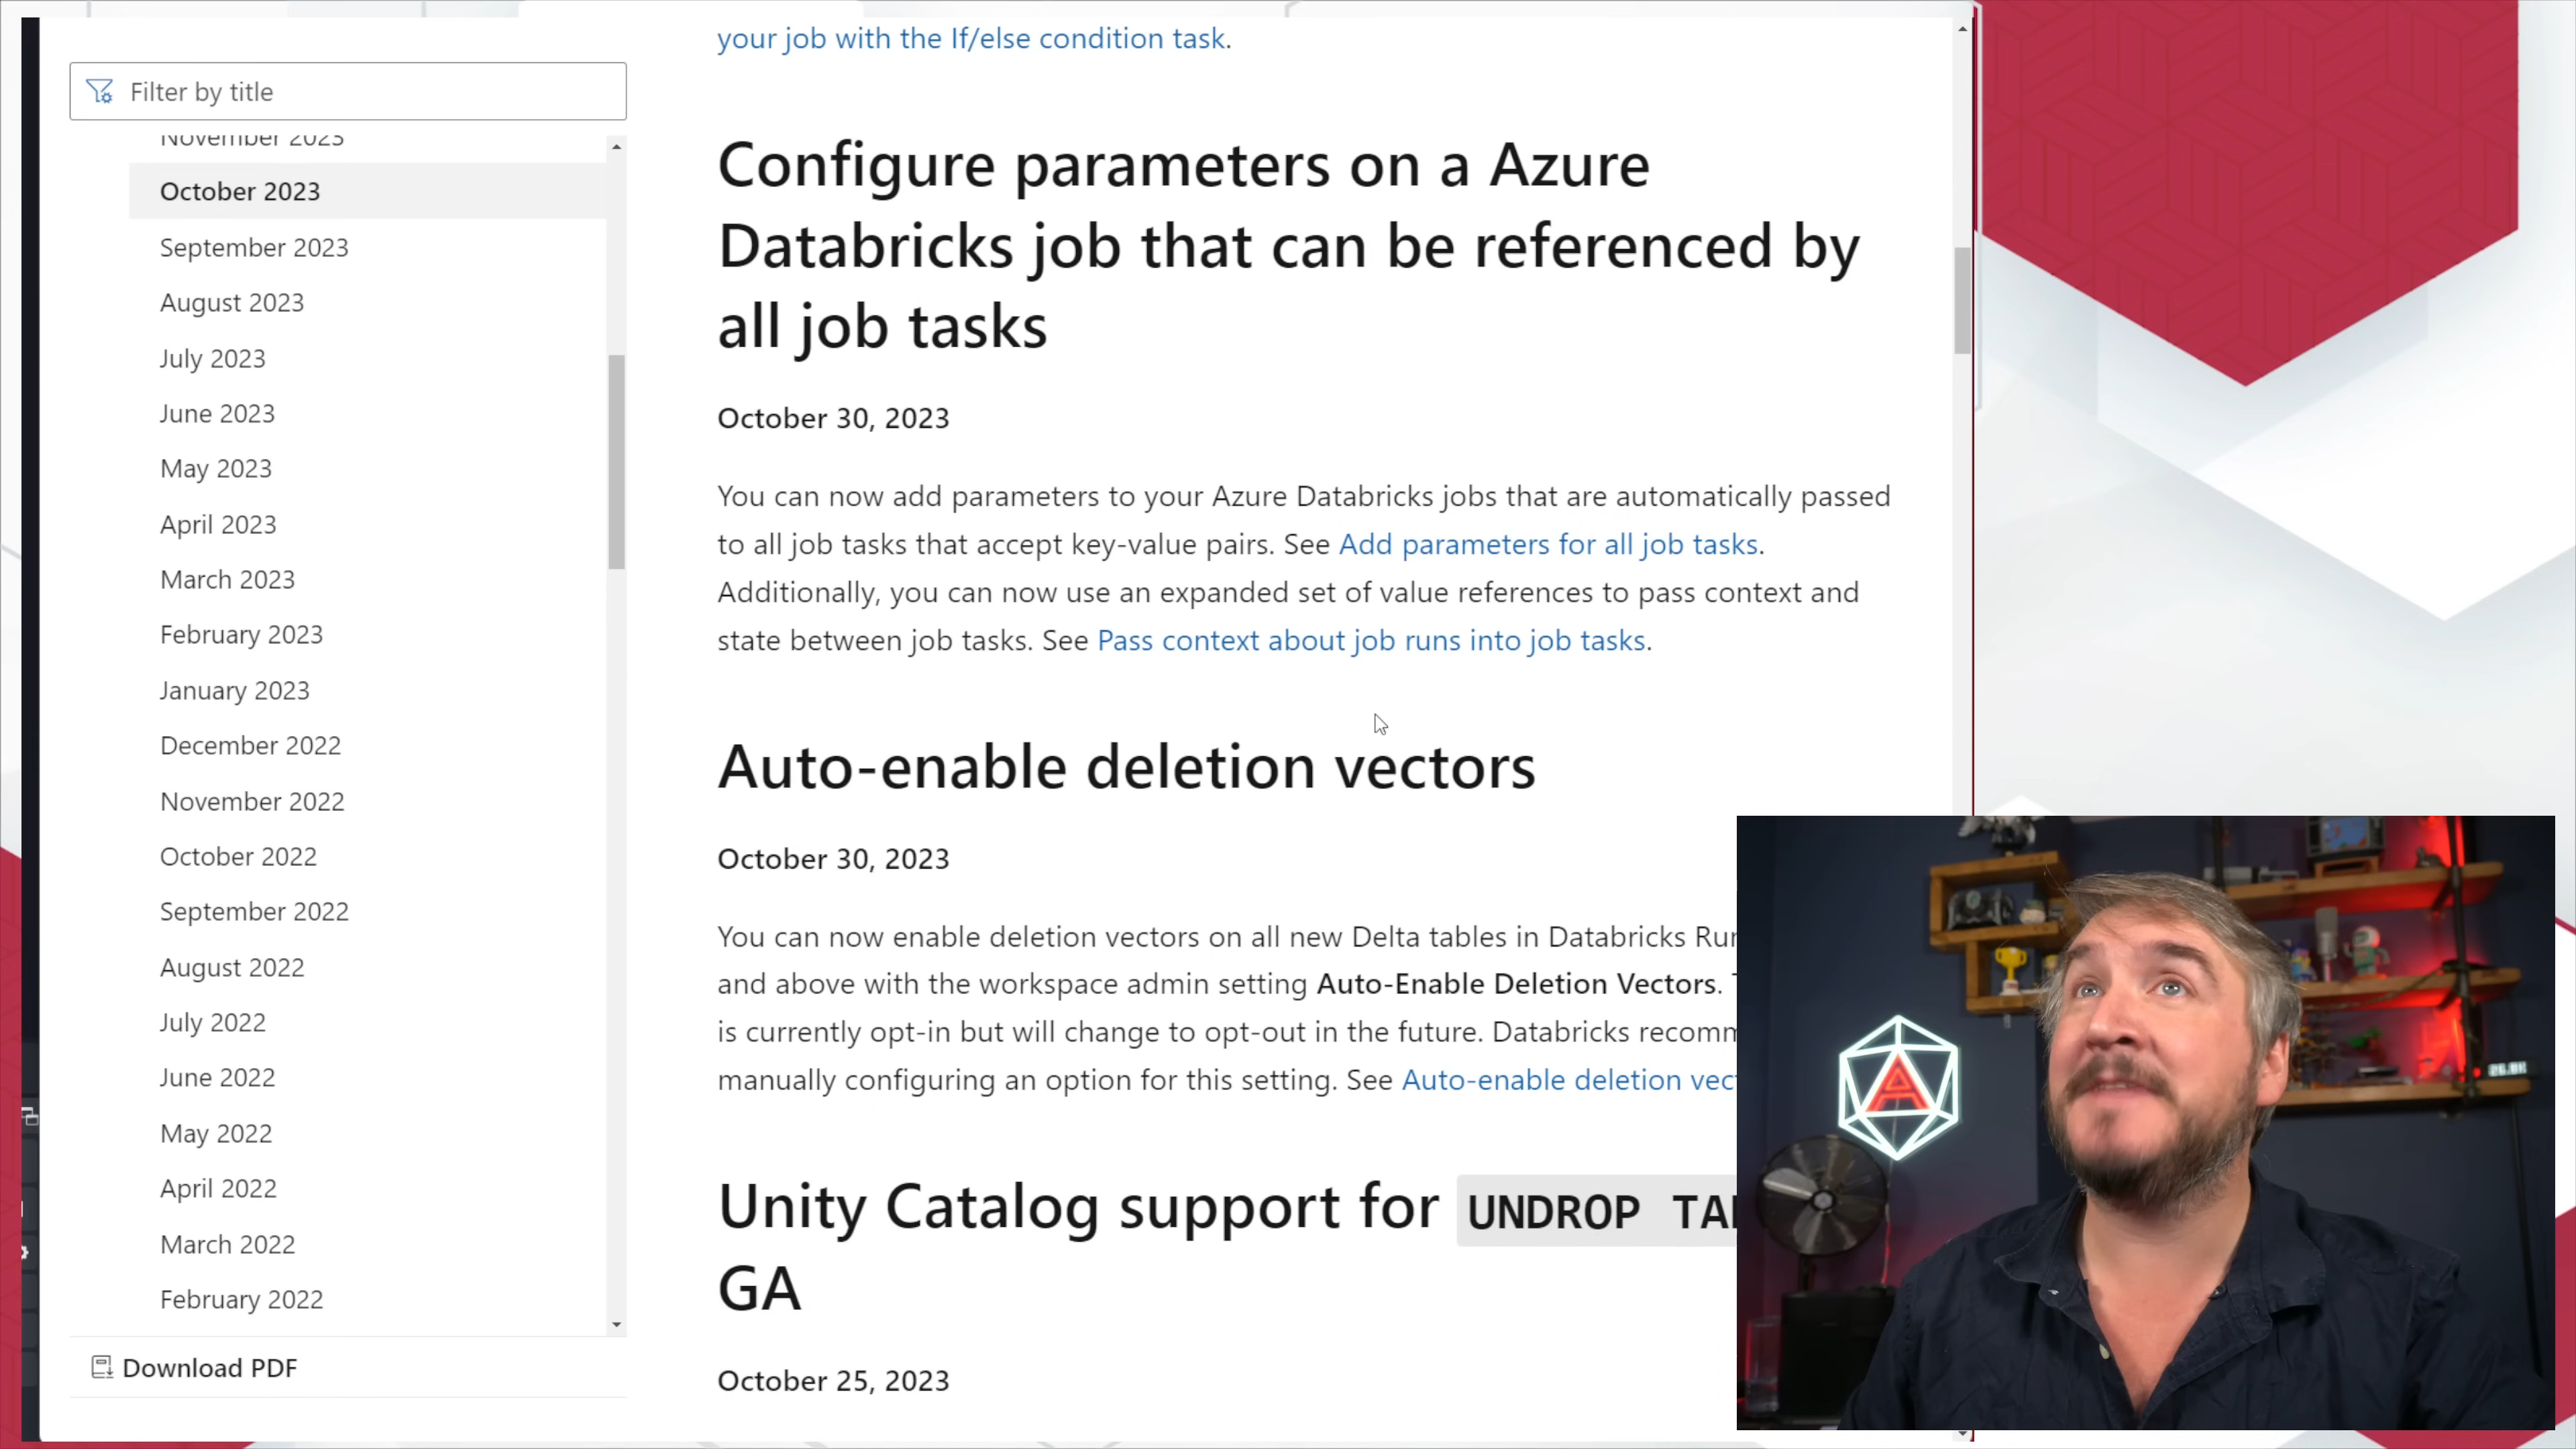 Filter by title
October 2023
September 2023
August 2023
July 2023
June 2023
May 2023
April 2023
March 2023
February 2023
January 2023
December 2022
November 2022
October 2022
September 2022
August 2022
July 2022
June 2022
May 2022
April 2022
March 2022
February 2022
Download PDF
your job with the If/else condition task.
Configure parameters on a Azure
Databricks job that can be referenced by
all job tasks
October 30, 2023
You can now add parameters to your Azure Databricks jobs that are automatically passed
to all job tasks that accept key-value pairs. See Add parameters for all job tasks.
Additionally, you can now use an expanded set of value references to pass context and
state between job tasks. See Pass context about job runs into job tasks.
Auto-enable deletion vectors
October 30, 2023
You can now enable deletion vectors on all new Delta tables in Databricks
and above with the workspace admin setting Auto-Enable Deletion Vectors.
is currently opt-in but will change to opt-out in the future. Databricks
manually configuring an option for this setting. See Auto-enable deletion
Unity Catalog support for UNDROP
GA
October 25, 2023
A